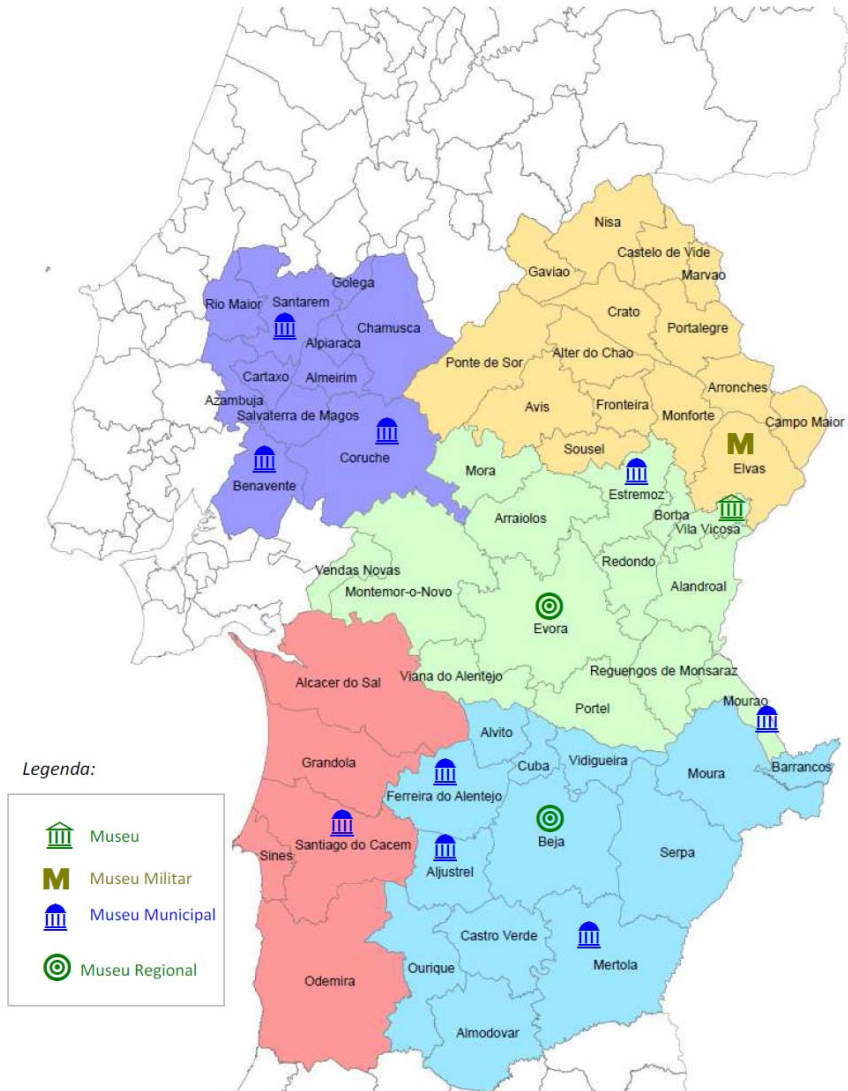 Nisa
Castelo de Vide
Gaviao
Marvao
Golega
Rio Maior
Santarem
Crato
Chamusca
Portalegre
Alpiaraca
Ponte de Sor
Alter do Chao
Cartaxo
Almeirim
Arronches
Azambuja
Avis
Fronteira
Salvaterra de Magos
Monforte
Campo Maior
Sousel
Coruche
M
Mora
Elvas
Benavente
Estremoz
Borba
Arraiolos
Vila Vicosa
Redondo
Vendas Novas
Alandroal
Montemor-o-Novo
Evora
Reguengos de Monsaraz
Viana do Alentejo
Alcacer do Sal
Mourao
Portel
Alvito
Grandola
Cuba
Vidigueira
Barrancos
Moura
Ferreira do Alentejo
Beja
Santiago do Cacem
Sines
Serpa
Aljustrel
Castro Verde
Ourique
Mertola
Odemira
Almodovar
Legenda:
Museu
M Museu Militar
Museu Municipal
Museu Regional